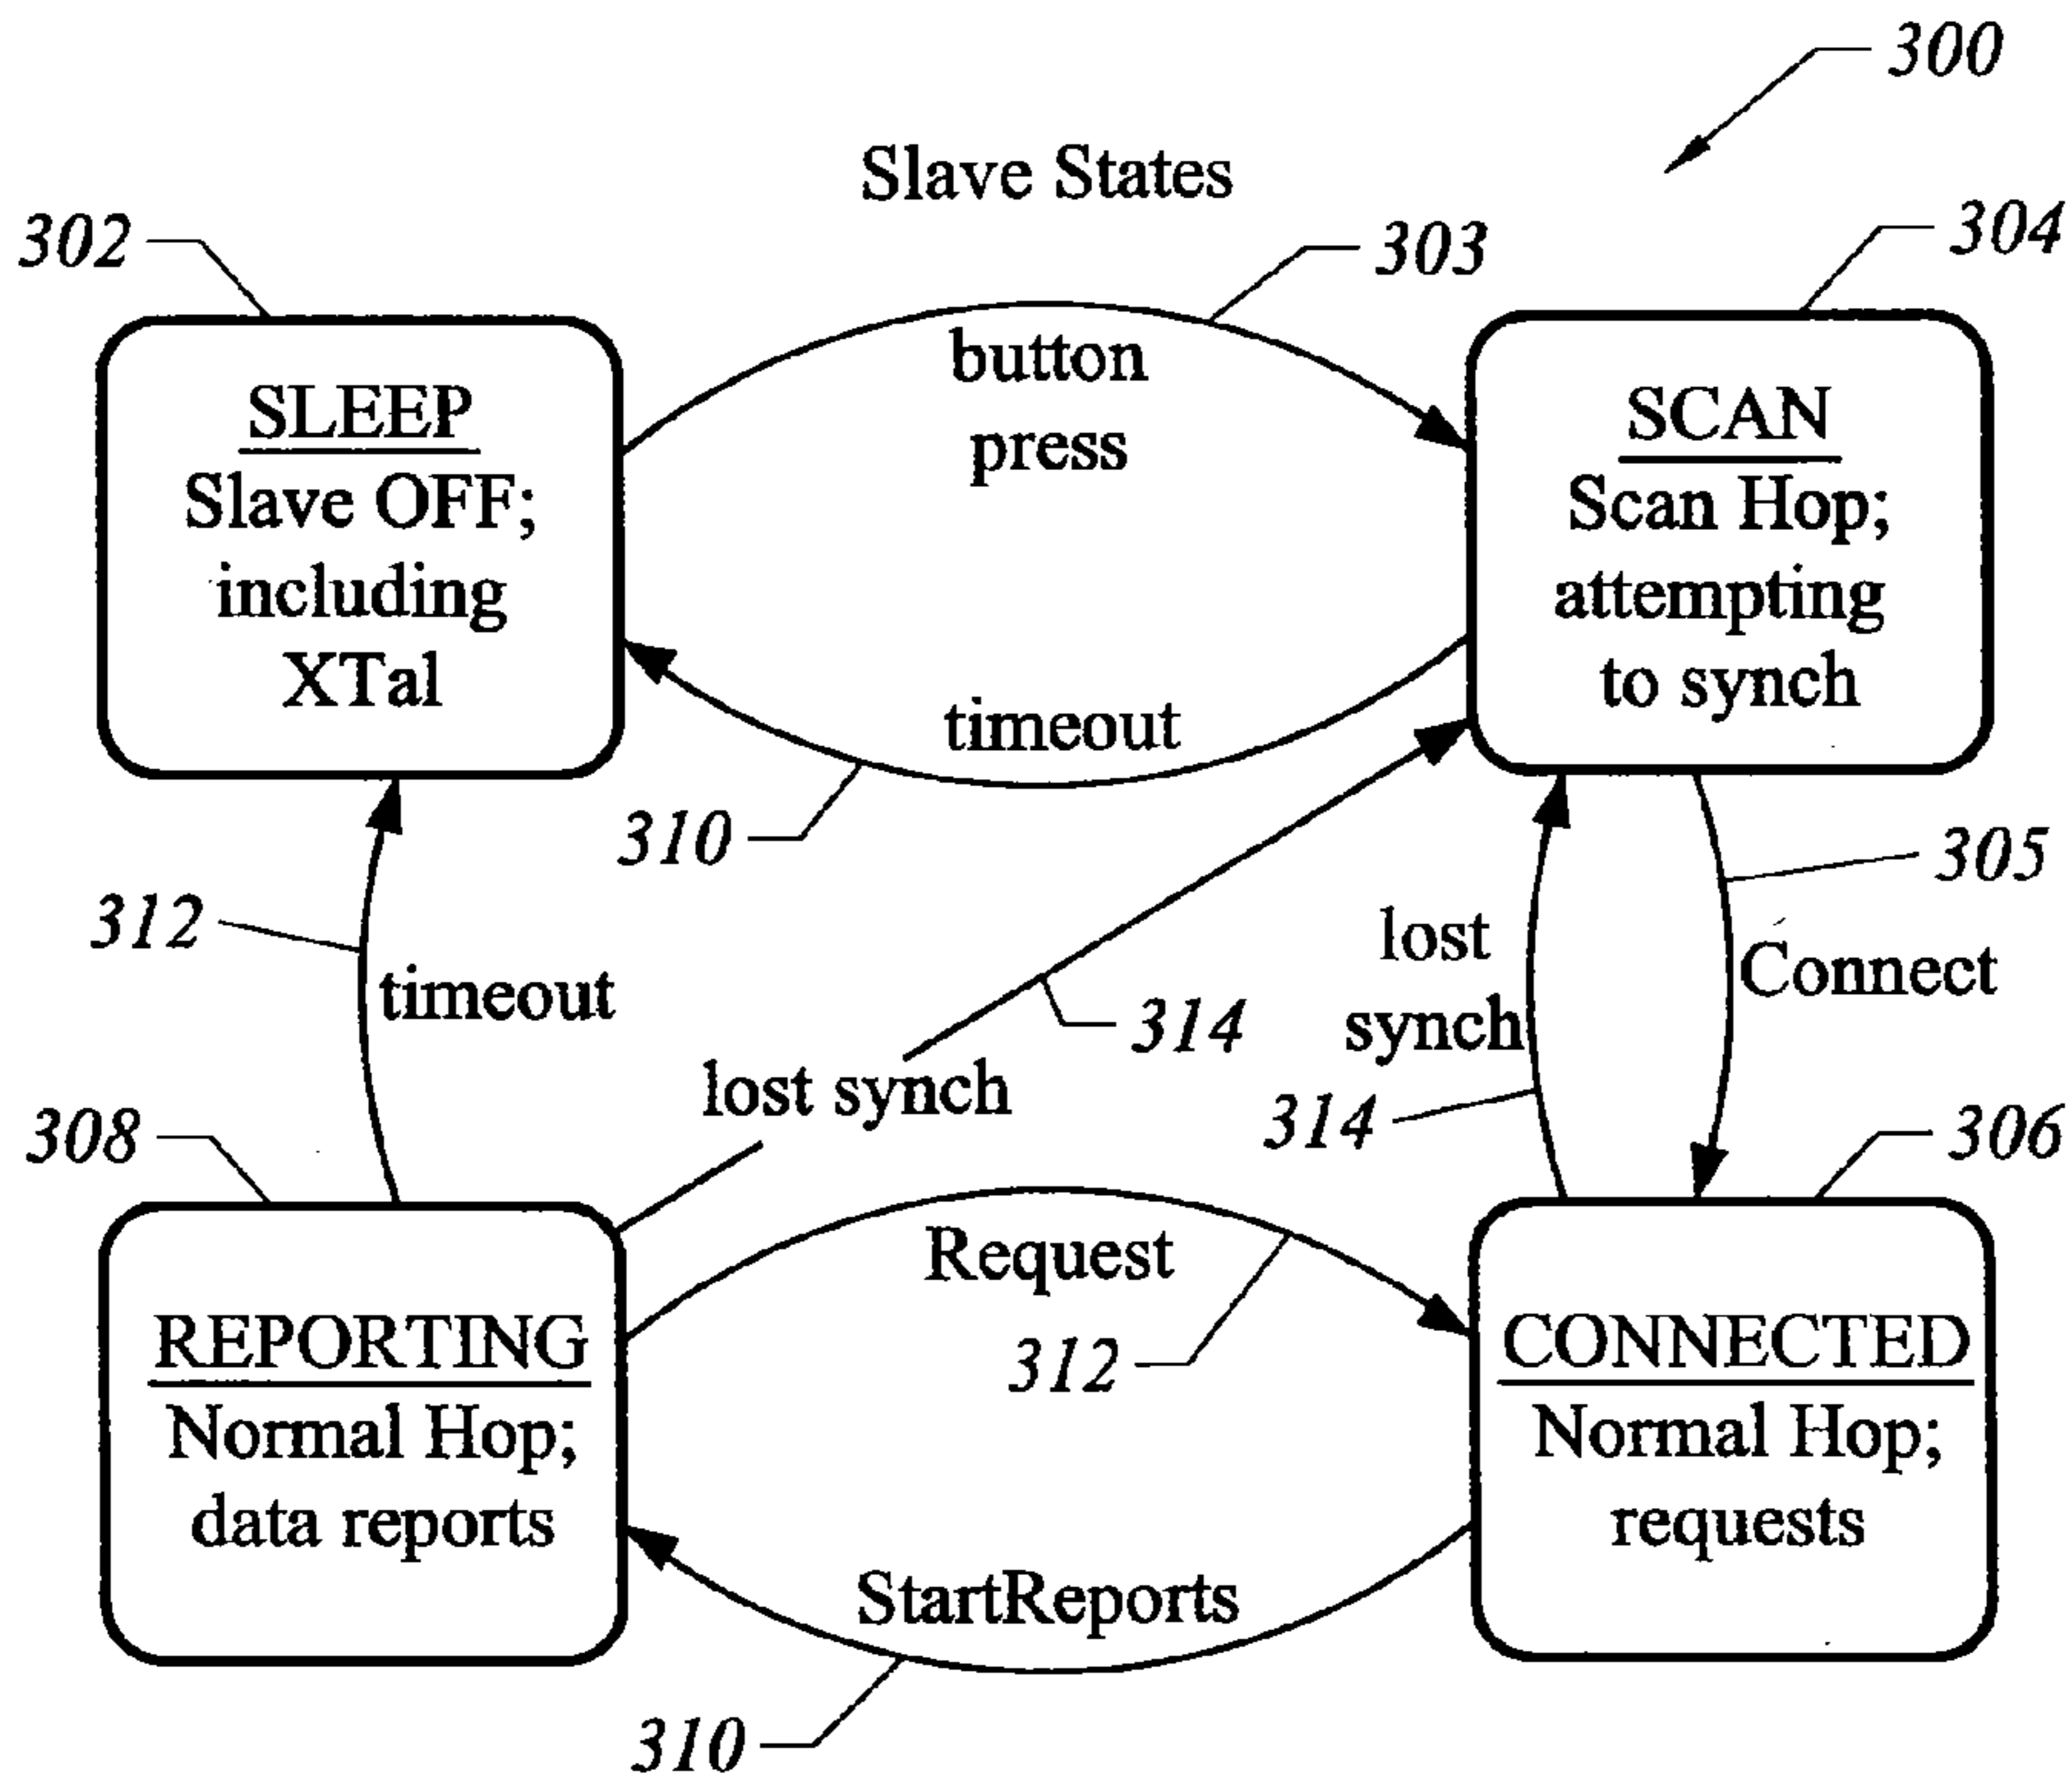 300
Slave States
302
303
304
button
press
SLEEP
Slave OFF;
including
XTal
SCAN
Scan Hop;
attempting
to synch
timeout
310
305
312
timeout
lost
synch
Connect
314
lost synch
314
308
306
Request
312
REPORTING
Normal Hop;
data reports
CONNECTED
Normal Hop;
requests
StartReports
310